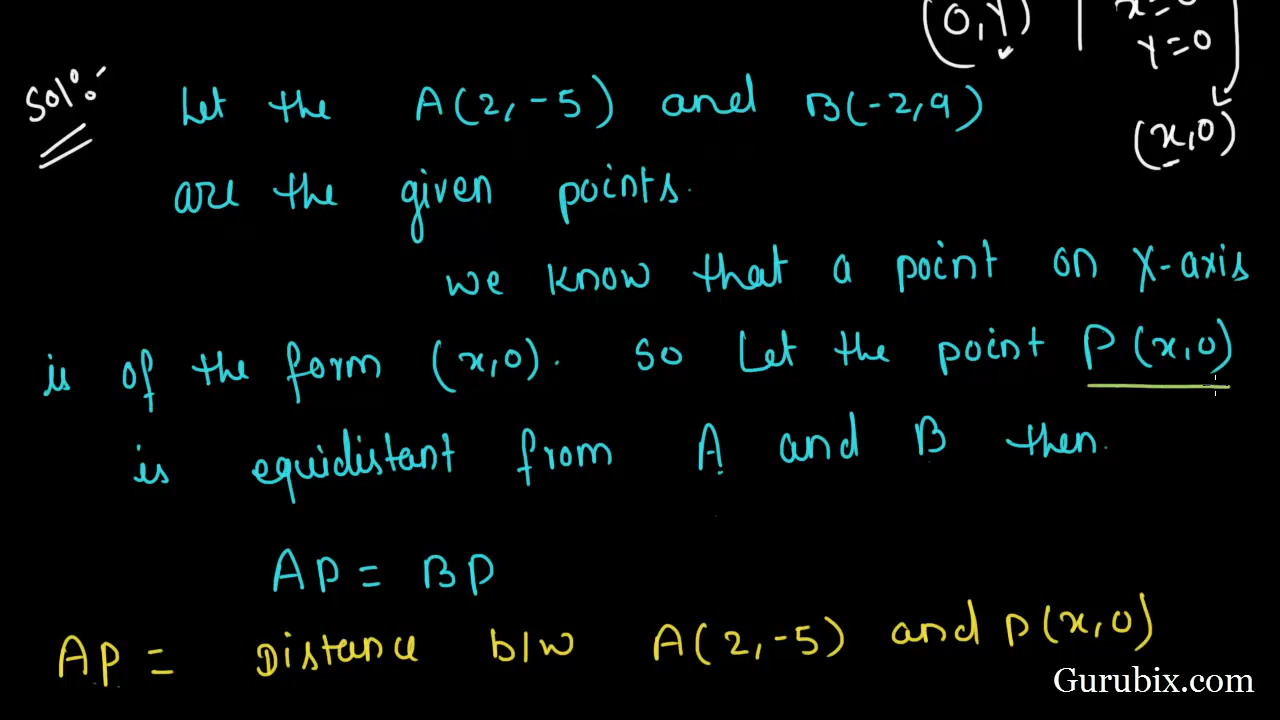 (0,Y) | x=0
Y=0
(x,0)
Sol:
Let the A(2,-5) and B(-2,9)
are the given points.
we know that a point on X-axis
is of the form (x,0). So Let the point P(x,0)
is equidistant from A and B then.
AP = BP
AP = Distance b/w A(2,-5) and P(x,0)
Gurubix.com